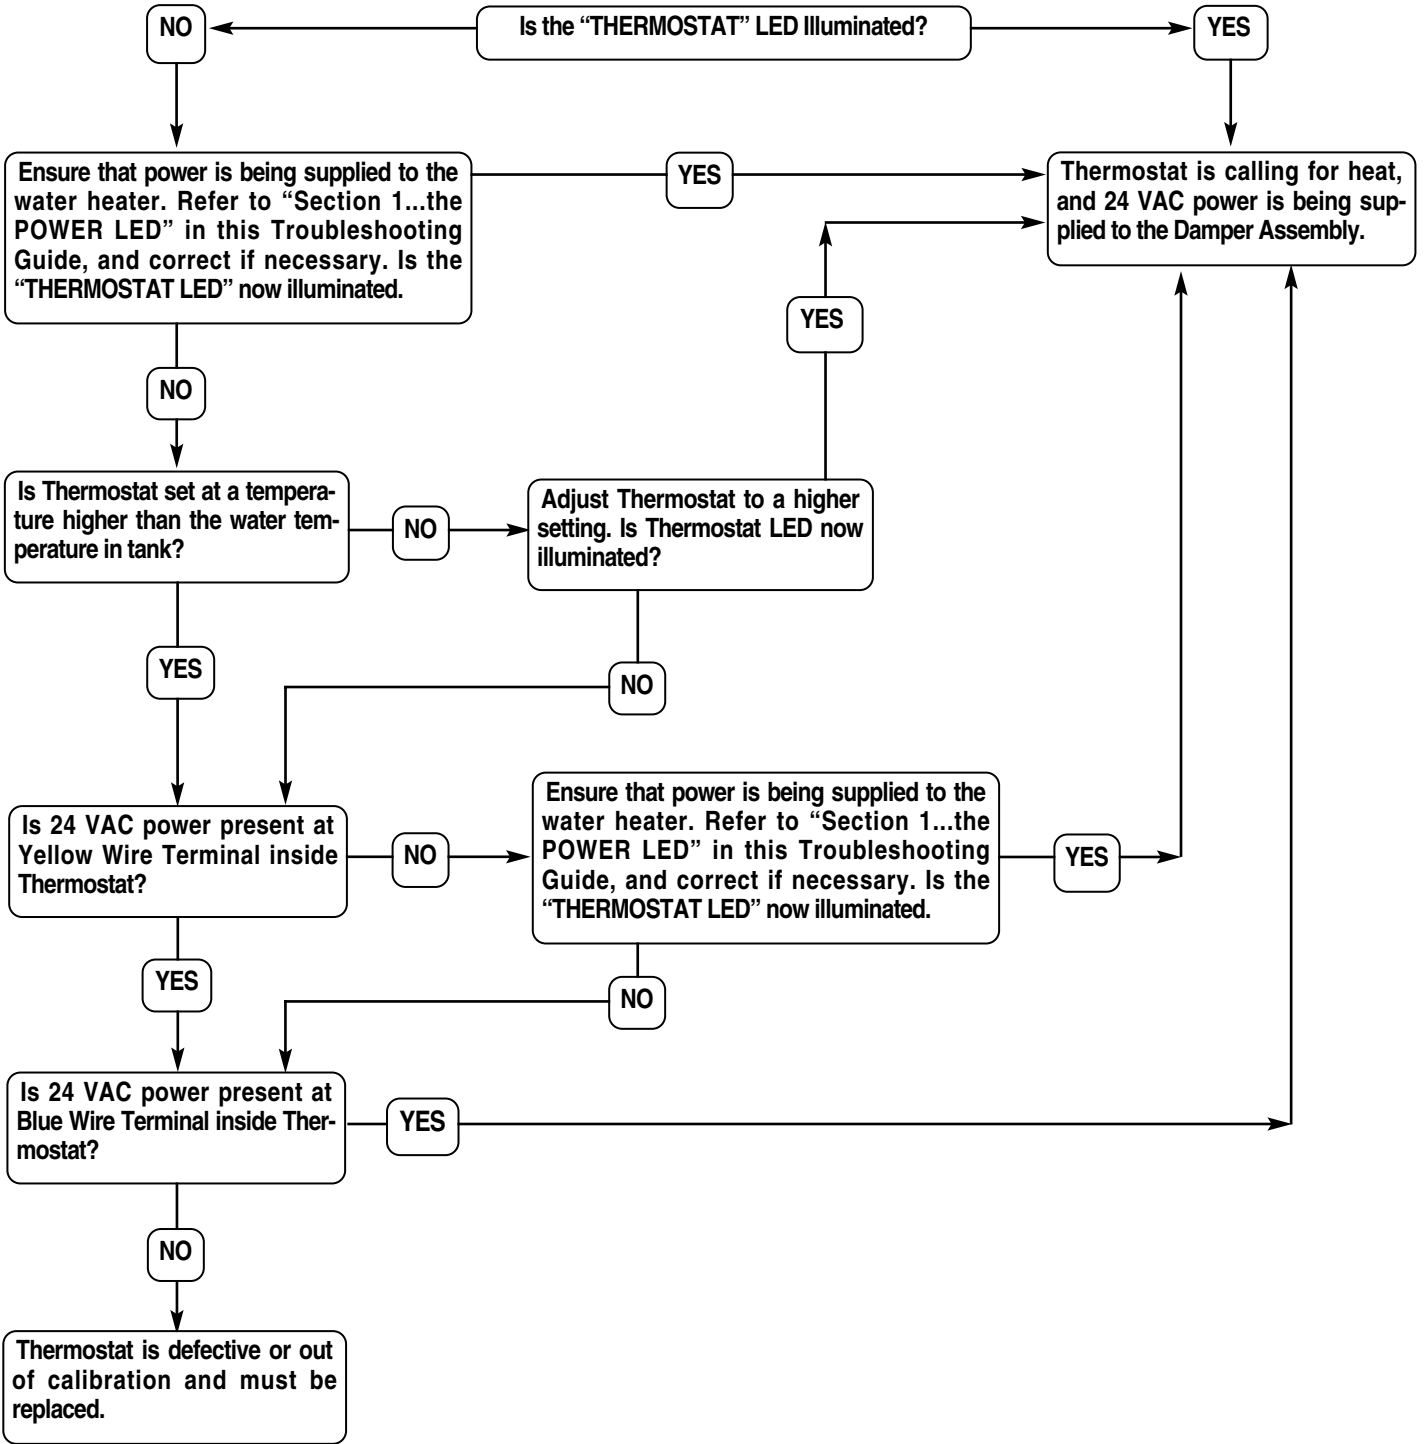 NO
Is the “THERMOSTAT” LED Illuminated?
YES
Ensure that power is being supplied to the
water heater. Refer to “Section 1...the
POWER LED” in this Troubleshooting
Guide, and correct if necessary. Is the
“THERMOSTAT LED” now illuminated.
YES
Thermostat is calling for heat,
and 24 VAC power is being sup-
plied to the Damper Assembly.
YES
NO
Is Thermostat set at a tempera-
ture higher than the water tem-
perature in tank?
NO
Adjust Thermostat to a higher
setting. Is Thermostat LED now
illuminated?
YES
NO
Is 24 VAC power present at
Yellow Wire Terminal inside
Thermostat?
NO
Ensure that power is being supplied to the
water heater. Refer to “Section 1...the
POWER LED” in this Troubleshooting
Guide, and correct if necessary. Is the
“THERMOSTAT LED” now illuminated.
YES
YES
NO
Is 24 VAC power present at
Blue Wire Terminal inside Ther-
mostat?
YES
NO
Thermostat is defective or out
of calibration and must be
replaced.